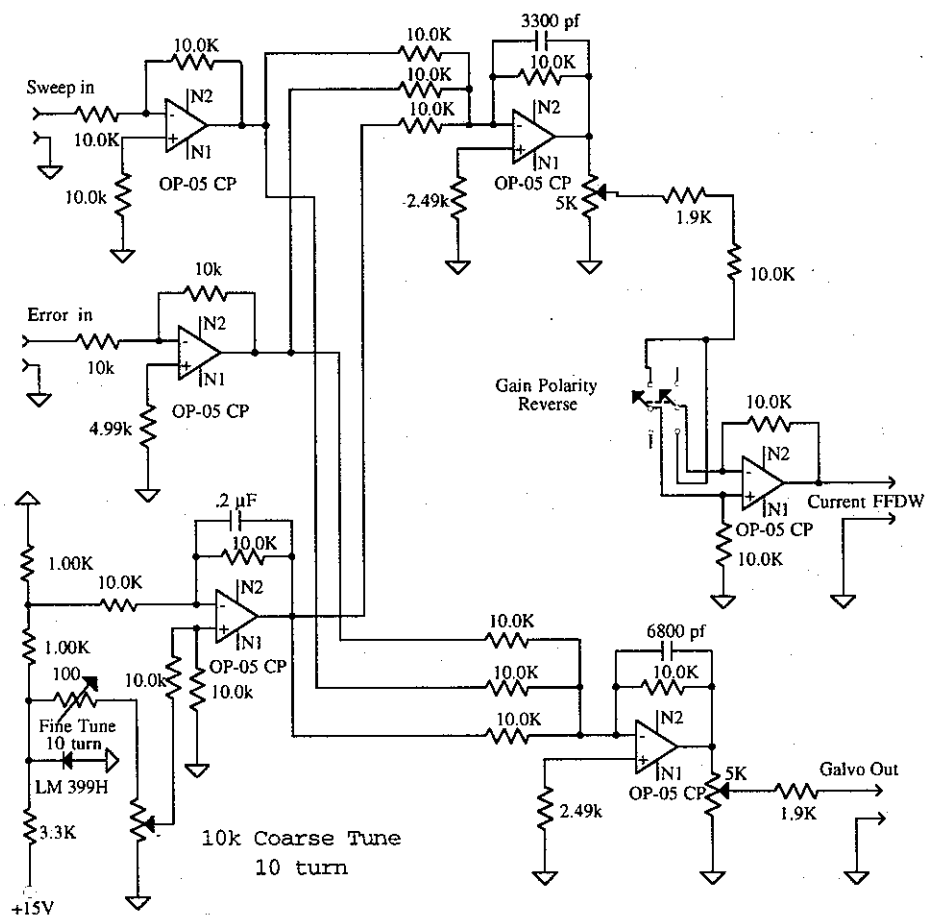 3300 pf
10.0K
10.0K
10.0K
Sweep in
N2
10.0K
10.0K
N2
-
+
10.0K
N1
-
+
N1
OP-05 CP
10.0k
OP-05 CP
2.49k
5K
1.9K
10.0K
10k
Error in
N2
-
+
10k
N1
OP-05 CP
4.99k
Gain Polarity
Reverse
10.0K
N2
-
+
N1
Current FFDW
OP-05 CP
10.0K
.2 µF
10.0K
1.00K
10.0K
N2
-
+
N1
OP-05 CP
1.00K
10.0k
10.0k
100
Fine Tune
10 turn
LM 399H
3.3K
+15V
10k Coarse Tune
10 turn
10.0K
10.0K
10.0K
6800 pf
10.0K
N2
-
+
N1
OP-05 CP
2.49k
5K
1.9K
Galvo Out